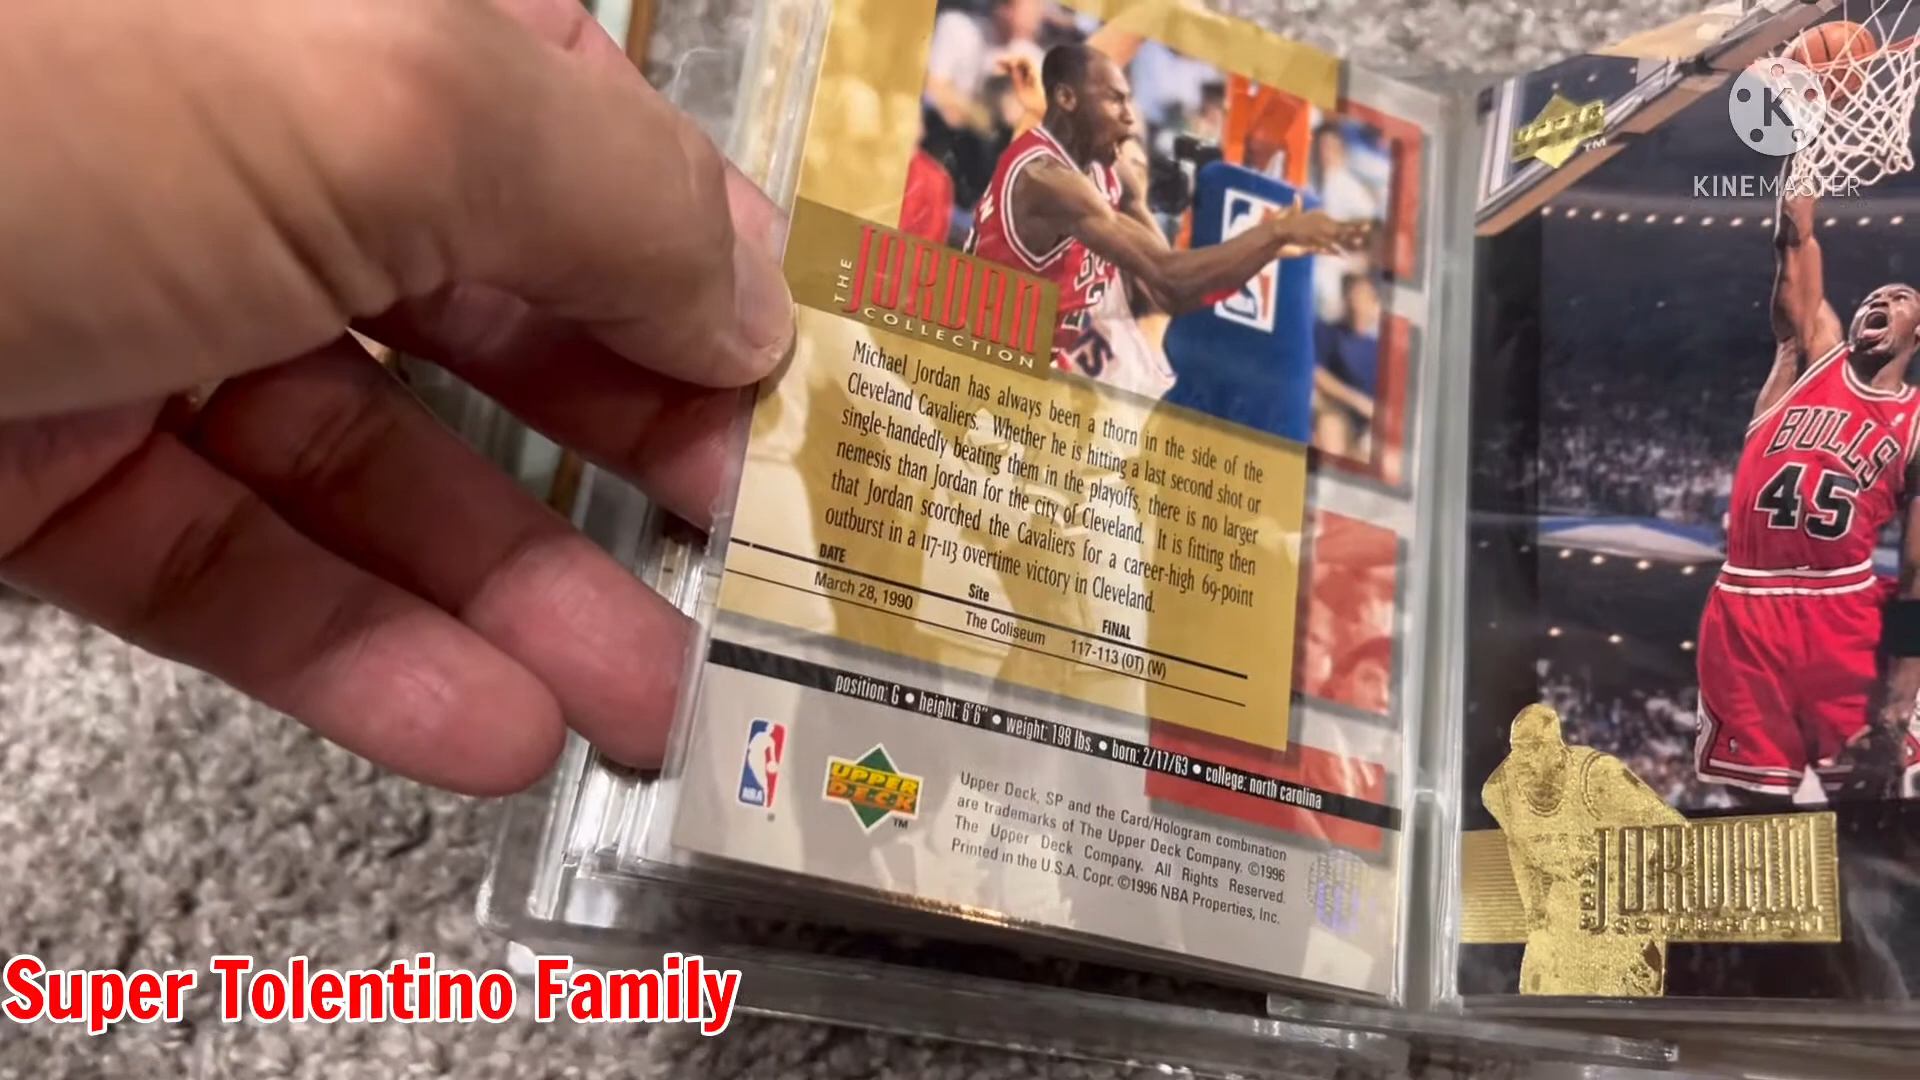 THE
JORDAN
COLLECTION
Michael Jordan has always been a thorn in the side of the
Cleveland Cavaliers. Whether he is hitting a last second shot or
single-handedly beating them in the playoffs, there is no larger
nemesis than Jordan for the city of Cleveland. It is fitting then
that Jordan scorched the Cavaliers for a career-high 69-point
outburst in a 117-113 overtime victory in Cleveland.
DATE Site FINAL
March 28, 1990 The Coliseum 117-113 (OT) (W)
position: G • height: 6'6" • weight: 198 lbs. • born: 2/17/63 • college: north carolina
NBA
UPPER
DECK
TM
Upper Deck, SP and the Card/Hologram combination
are trademarks of The Upper Deck Company. ©1996
The Upper Deck Company. All Rights Reserved.
Printed in the U.S.A. Copr. ©1996 NBA Properties, Inc.
UPPER
DECK
TM
K
KINEMASTER
BULLS
45
THE
JORDAN
COLLECTION
Super Tolentino Family